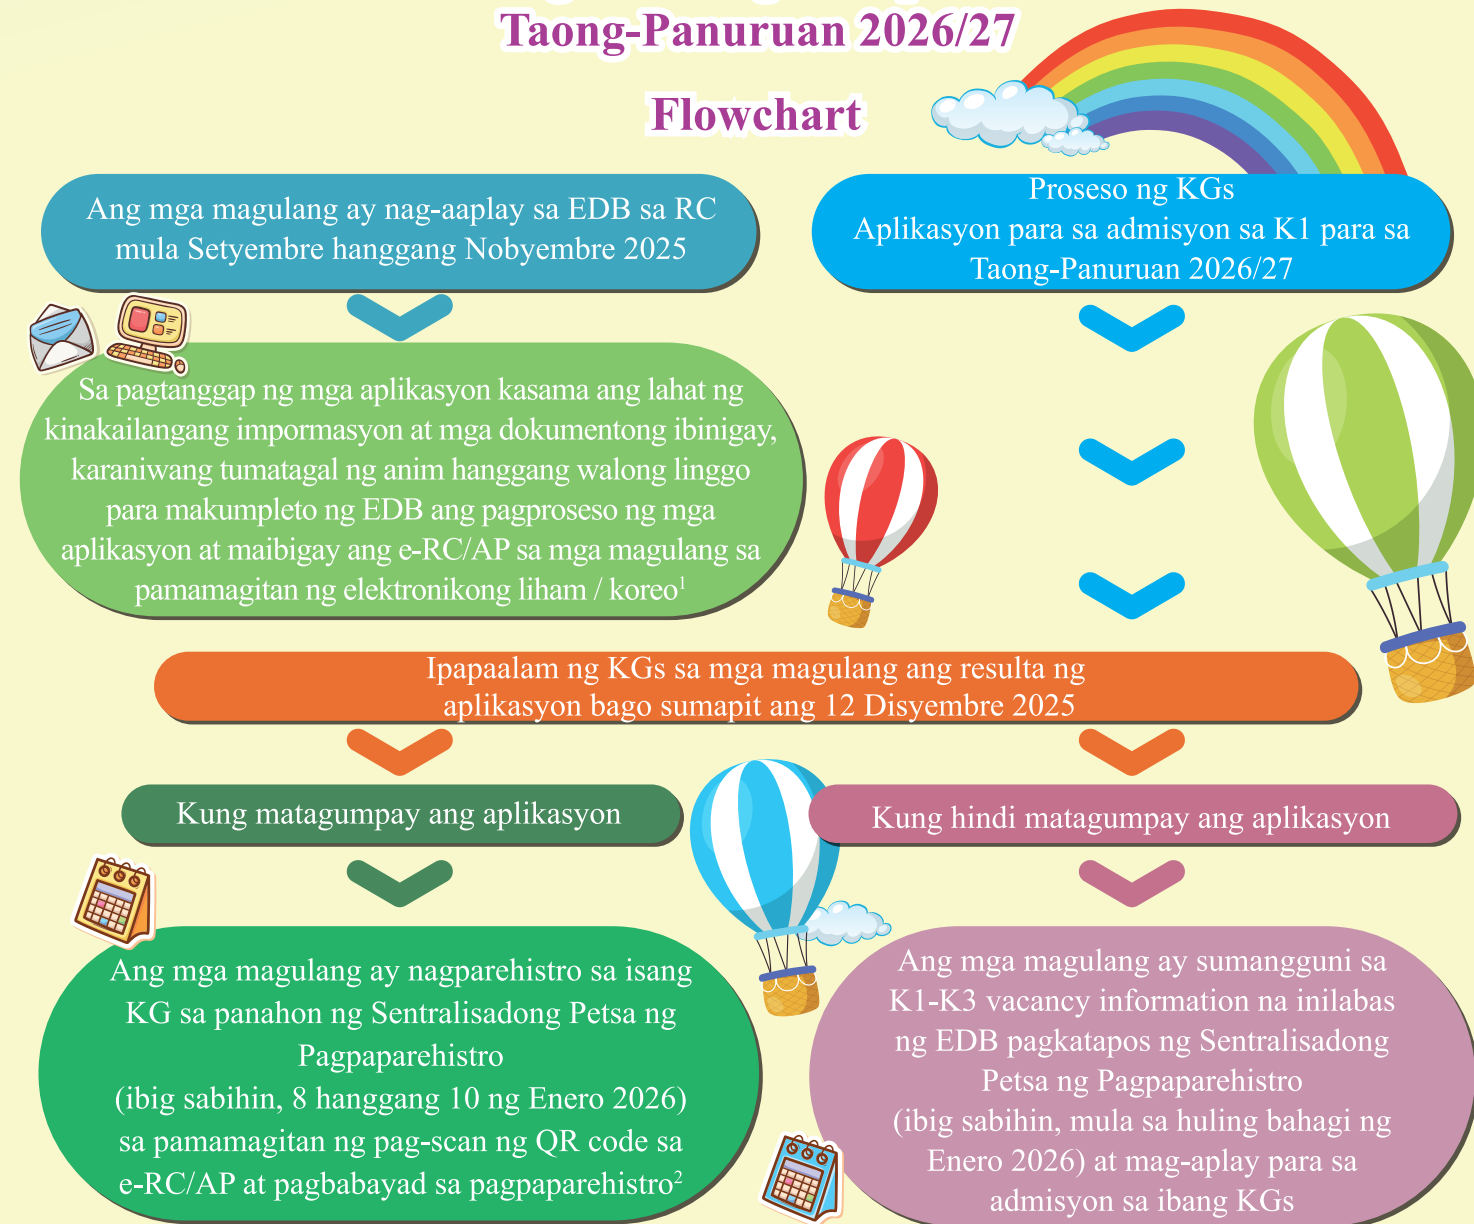 Taong-Panuruan 2026/27
Flowchart
Ang mga magulang ay nag-aaplay sa EDB sa RC
mula Setyembre hanggang Nobyembre 2025
Proseso ng KGs
Aplikasyon para sa admisyon sa K1 para sa
Taong-Panuruan 2026/27
Sa pagtanggap ng mga aplikasyon kasama ang lahat ng
kinakailangang impormasyon at mga dokumentong ibinigay,
karaniwang tumatagal ng anim hanggang walong linggo
para makumpleto ng EDB ang pagproseso ng mga
aplikasyon at maibigay ang e-RC/AP sa mga magulang sa
pamamagitan ng elektronikong liham / koreo¹
Ipapaalam ng KGs sa mga magulang ang resulta ng
aplikasyon bago sumapit ang 12 Disyembre 2025
Kung matagumpay ang aplikasyon
Kung hindi matagumpay ang aplikasyon
Ang mga magulang ay nagparehistro sa isang
KG sa panahon ng Sentralisadong Petsa ng
Pagpaparehistro
(ibig sabihin, 8 hanggang 10 ng Enero 2026)
sa pamamagitan ng pag-scan ng QR code sa
e-RC/AP at pagbabayad sa pagpaparehistro²
Ang mga magulang ay sumangguni sa
K1-K3 vacancy information na inilabas
ng EDB pagkatapos ng Sentralisadong
Petsa ng Pagpaparehistro
(ibig sabihin, mula sa huling bahagi ng
Enero 2026) at mag-aplay para sa
admisyon sa ibang KGs